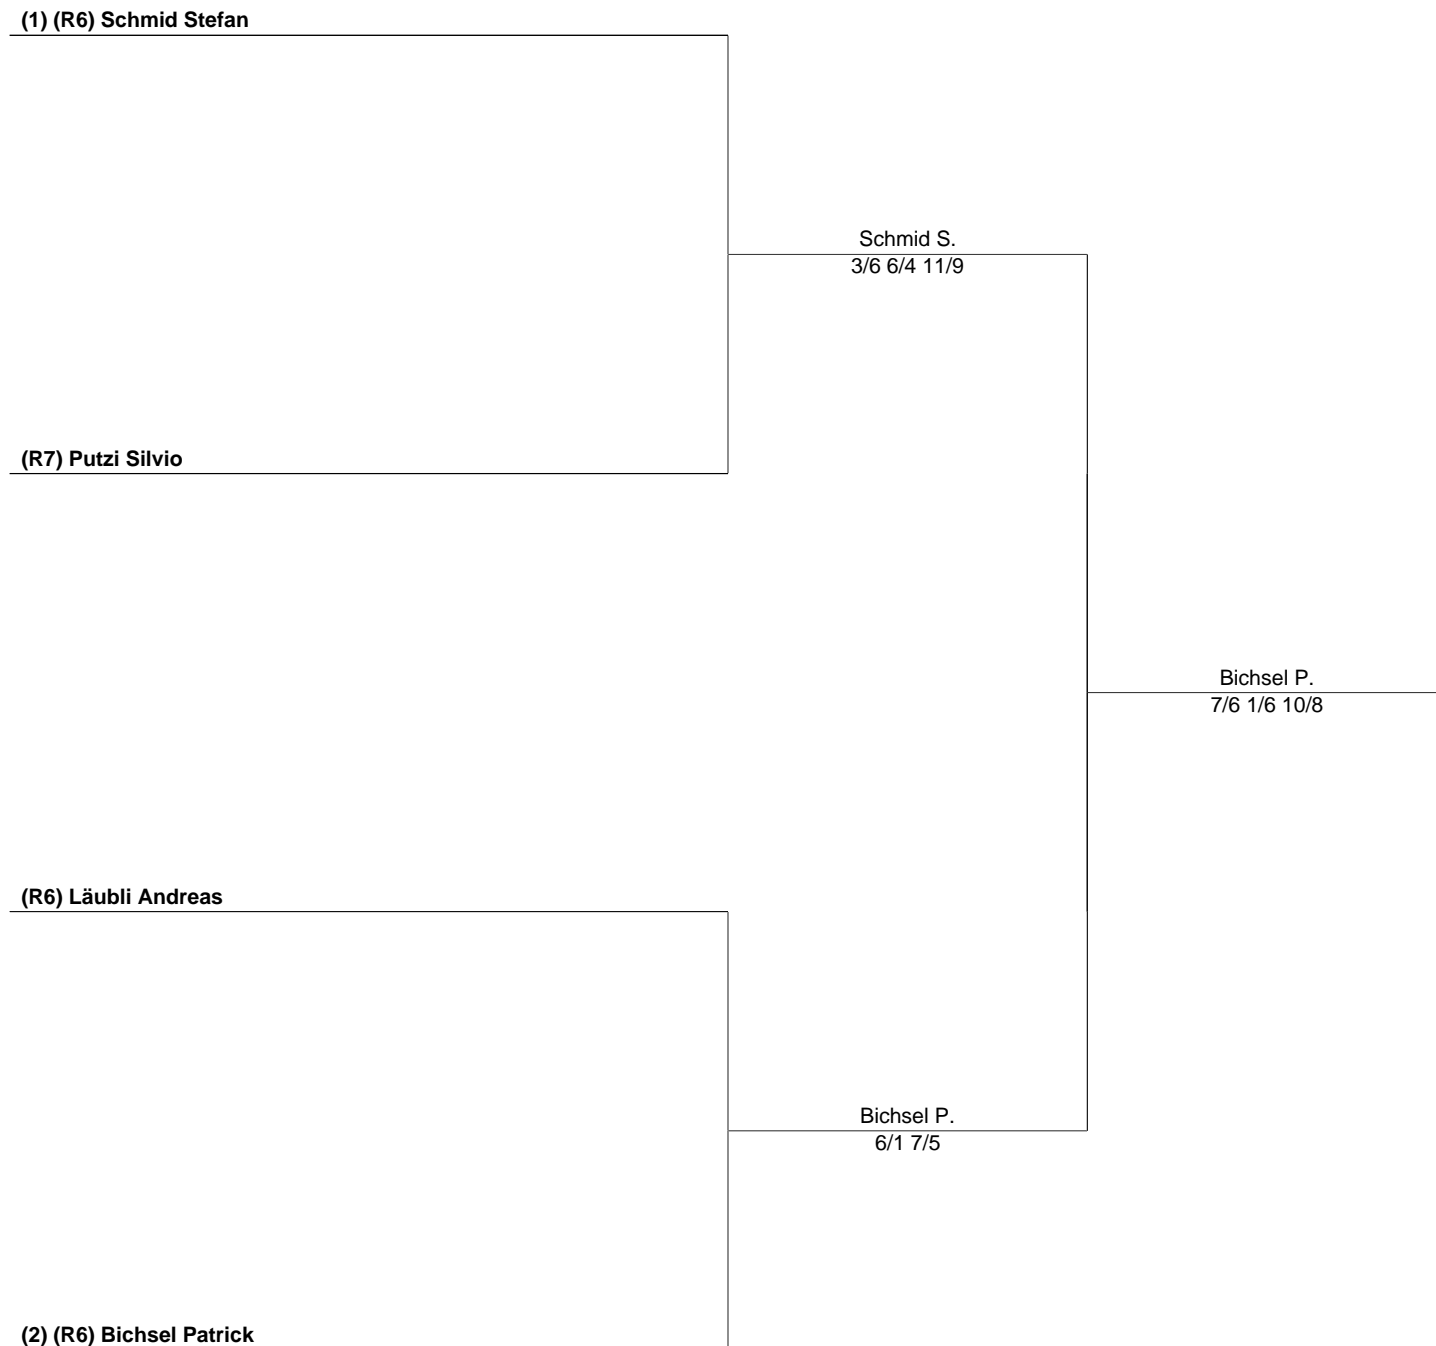 (1) (R6) Schmid Stefan
Schmid S.
3/6 6/4 11/9
(R7) Putzi Silvio
Bichsel P.
7/6 1/6 10/8
(R6) Läubli Andreas
Bichsel P.
6/1 7/5
(2) (R6) Bichsel Patrick